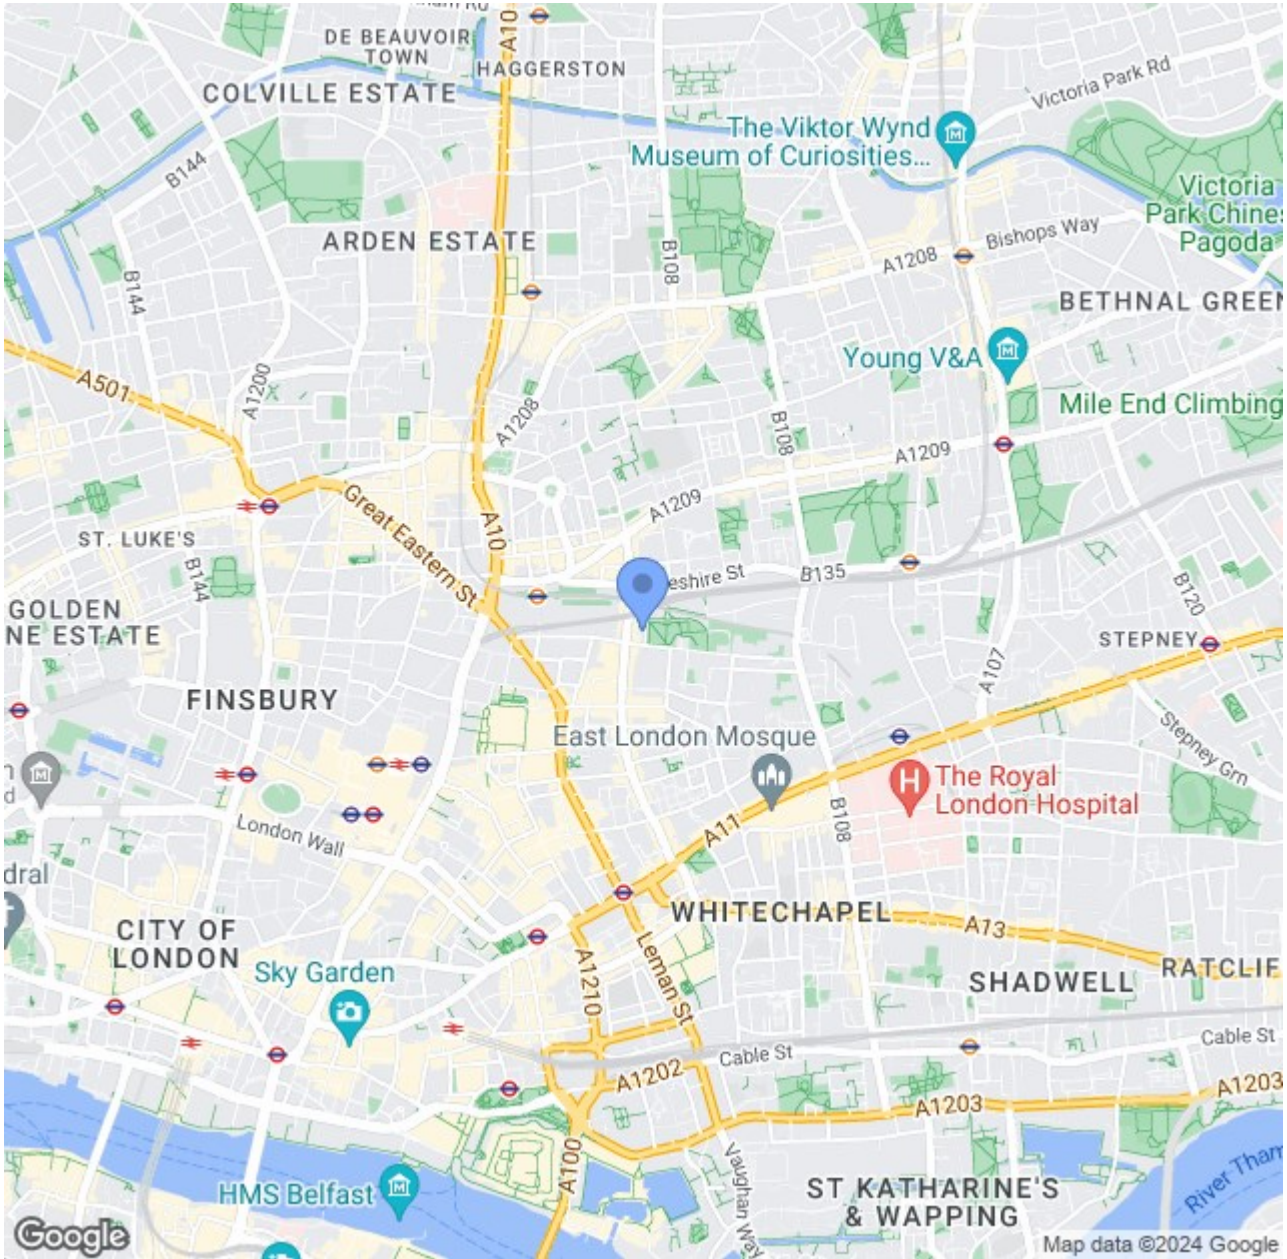 am Rd
DE BEAUVOIR
TOWN
HAGGERSTON
A10
COLVILLE ESTATE
Victoria Park Rd
The Viktor Wynd
Museum of Curiosities...
B144
Victoria
Park Chines
Pagoda
ARDEN ESTATE
B108
A1208
Bishops Way
B144
BETHNAL GREEN
Young V&A
A501
A1200
A1208
B108
Mile End Climbing
A1209
Great Eastern St
A10
A1209
ST. LUKE'S
B144
eshire St
B135
B120
GOLDEN
NE ESTATE
STEPNEY
A107
FINSBURY
East London Mosque
Stepney Grn
n
d
The Royal
London Hospital
H
London Wall
A11
B108
dral
WHITECHAPEL
A13
CITY OF
LONDON
Leman St
A1210
Sky Garden
SHADWELL
RATCLIF
Cable St
Cable St
A1202
A1203
A1203
A100
Vaughan Way
HMS Belfast
ST KATHARINE'S
& WAPPING
River Tham
Google
Map data ©2024 Google